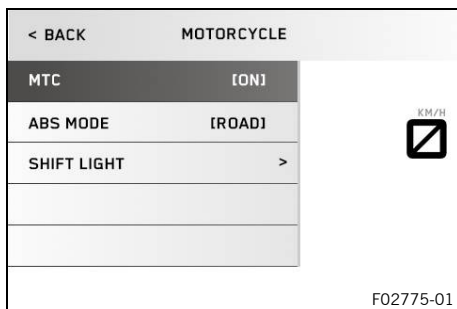 < BACK MOTORCYCLE
MTC [ON]
KM/H
ABS MODE [ROAD]
SHIFT LIGHT >
F02775-01